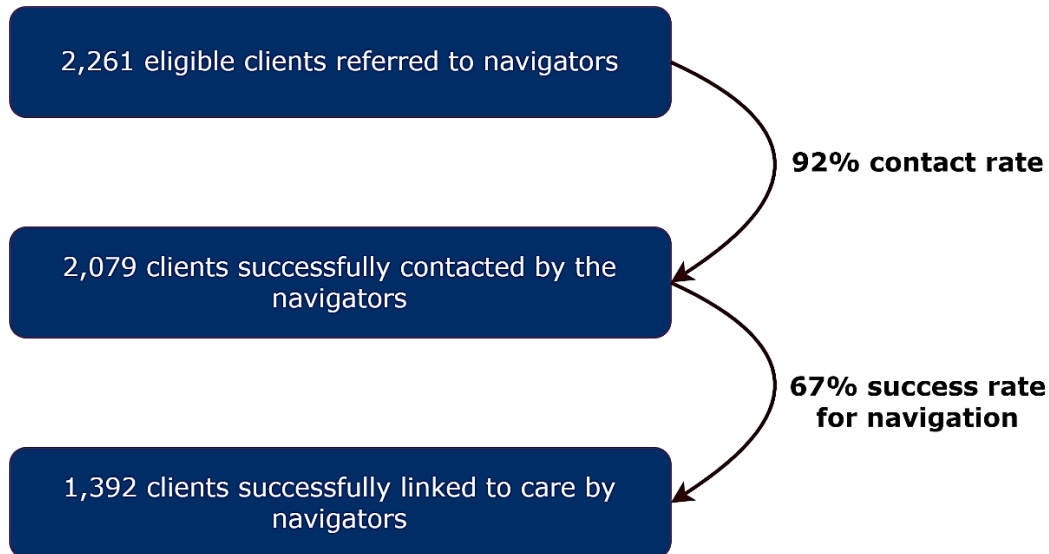 2,261 eligible clients referred to navigators
92% contact rate
2,079 clients successfully contacted by the
navigators
67% success rate
for navigation
1,392 clients successfully linked to care by
navigators